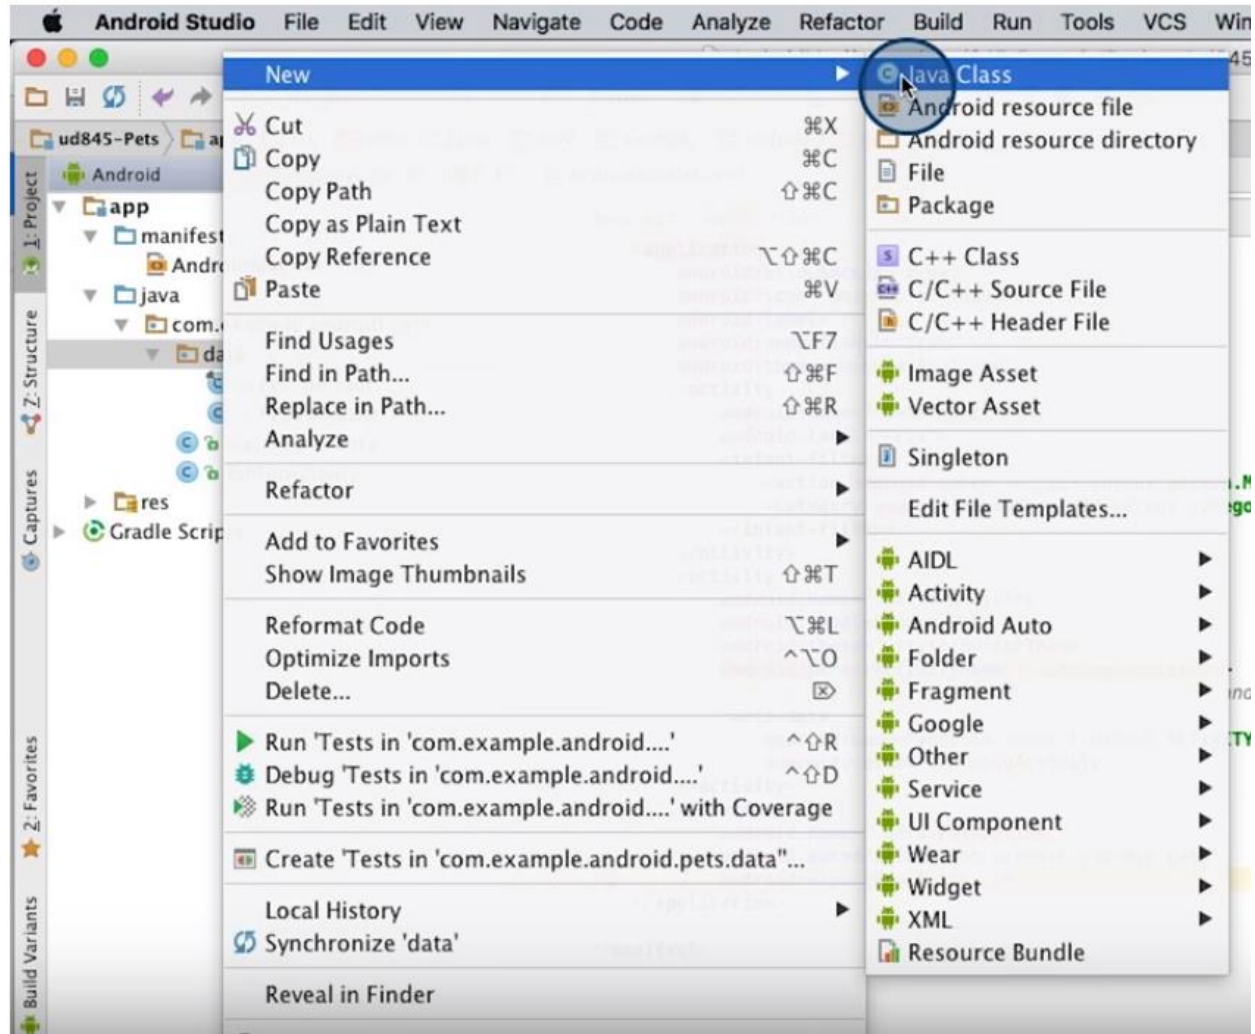 Android Studio File Edit View Navigate Code Analyze Refactor Build Run Tools VCS Win
ud845-Pets
Android
1: Project
app
manifest
java
res
7: Structure
Captures
2: Favorites
Build Variants
New
Cut ⌘X
Copy ⌘C
Copy Path ⇧⌘C
Copy as Plain Text
Copy Reference ⌥⇧⌘C
Paste ⌘V
Find Usages ⌥F7
Find in Path... ⇧⌘F
Replace in Path... ⇧⌘R
Analyze
Refactor
Add to Favorites
Show Image Thumbnails ⇧⌘T
Reformat Code ⌥⌘L
Optimize Imports ^⌥O
Delete... ⌦
Run 'Tests in 'com.example.android....' ^⇧R
Debug 'Tests in 'com.example.android....' ^⇧D
Run 'Tests in 'com.example.android....' with Coverage
Create 'Tests in 'com.example.android.pets.data''...
Local History
Synchronize 'data'
Reveal in Finder
Java Class
Android resource file
Android resource directory
File
Package
C++ Class
C/C++ Source File
C/C++ Header File
Image Asset
Vector Asset
Singleton
Edit File Templates...
AIDL
Activity
Android Auto
Folder
Fragment
Google
Other
Service
UI Component
Wear
Widget
XML
Resource Bundle